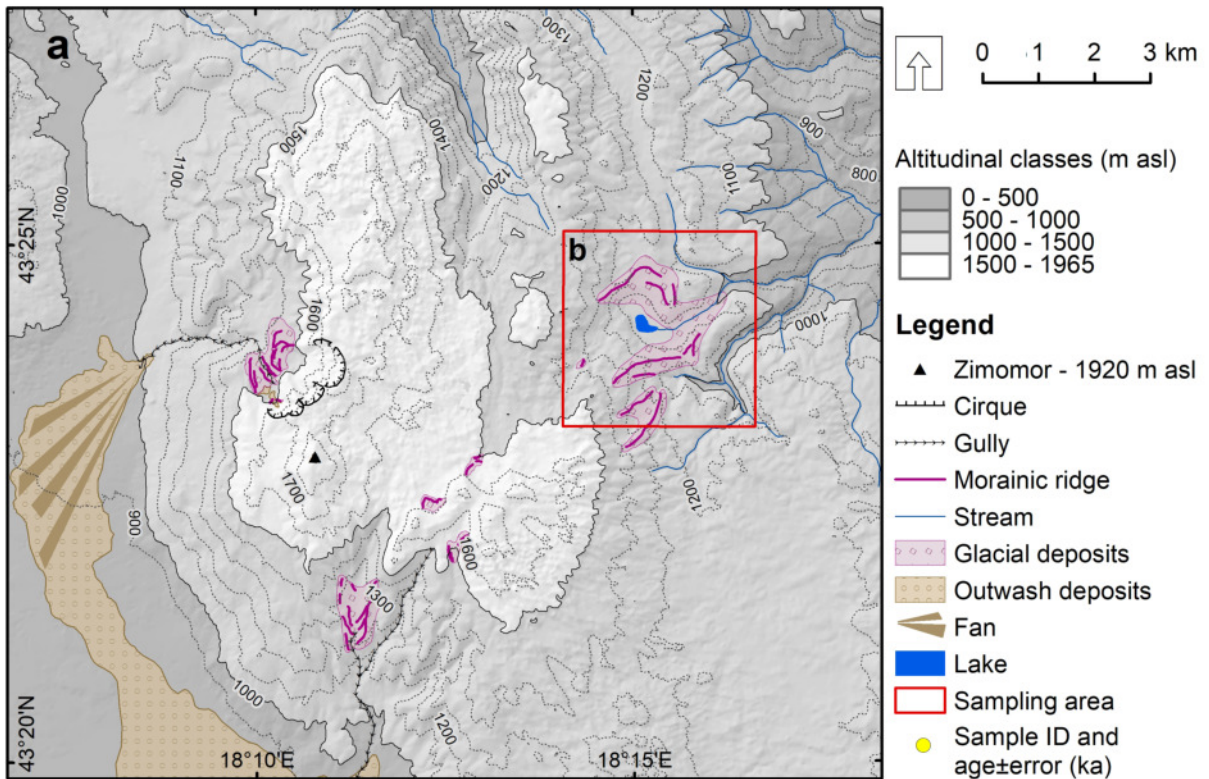 a
1300
1200
1500
1400
1200
1100
1000
1100
900
800
43°25'N
b
1600
1000
1700
900
1200
1600
1300
1000
1200
43°20'N
18°10'E
18°15'E
0 1 2 3 km
Altitudinal classes (m asl)
0 - 500
500 - 1000
1000 - 1500
1500 - 1965
Legend
Zimomor - 1920 m asl
Cirque
Gully
Morainic ridge
Stream
Glacial deposits
Outwash deposits
Fan
Lake
Sampling area
Sample ID and
age±error (ka)